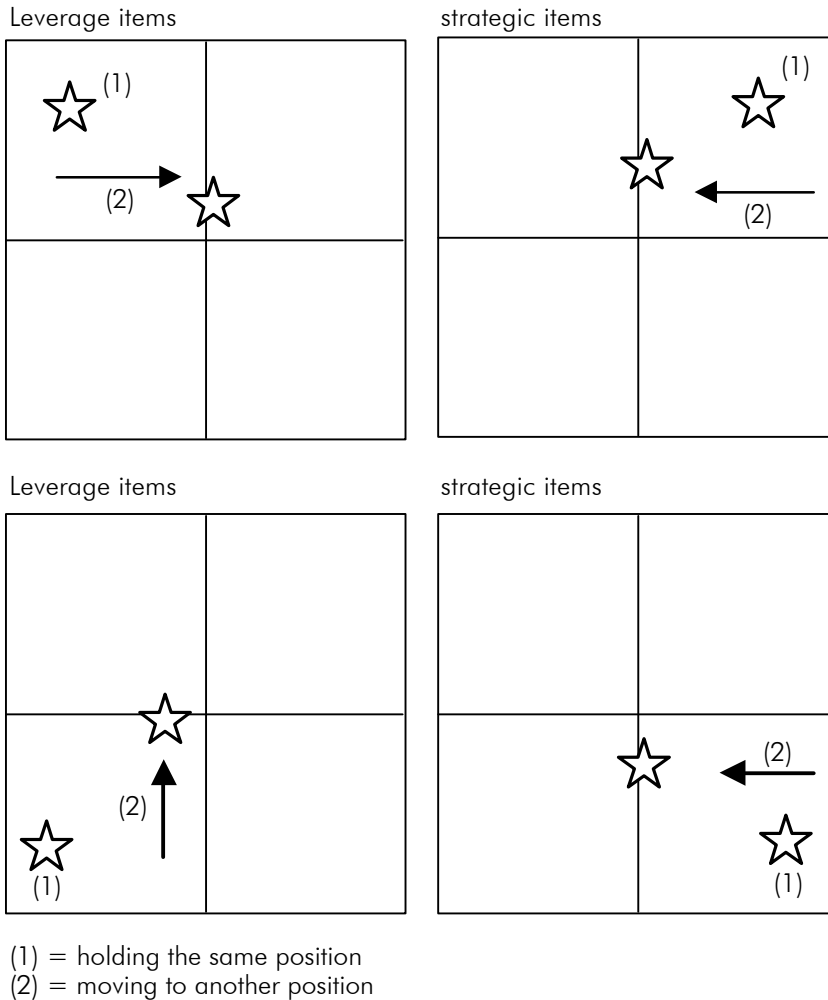 Leverage items
strategic items
(1)
(2)
(1)
(2)
Leverage items
strategic items
(2)
(1)
(2)
(1)
(1) = holding the same position
(2) = moving to another position